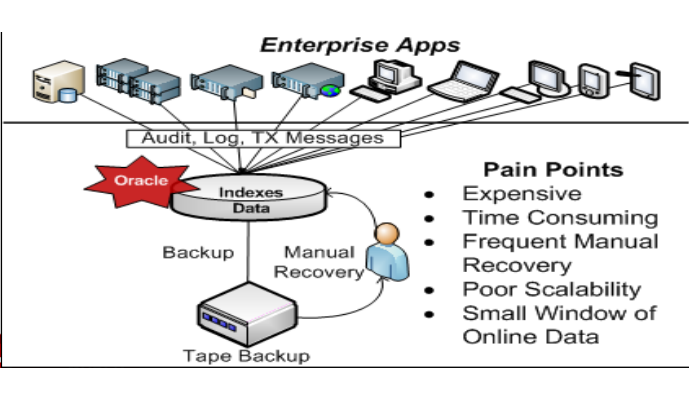 Enterprise Apps
Audit, Log, TX Messages
Oracle
Indexes
Data
Backup
Manual
Recovery
Tape Backup
Pain Points
• Expensive
• Time Consuming
• Frequent Manual
Recovery
• Poor Scalability
• Small Window of
Online Data